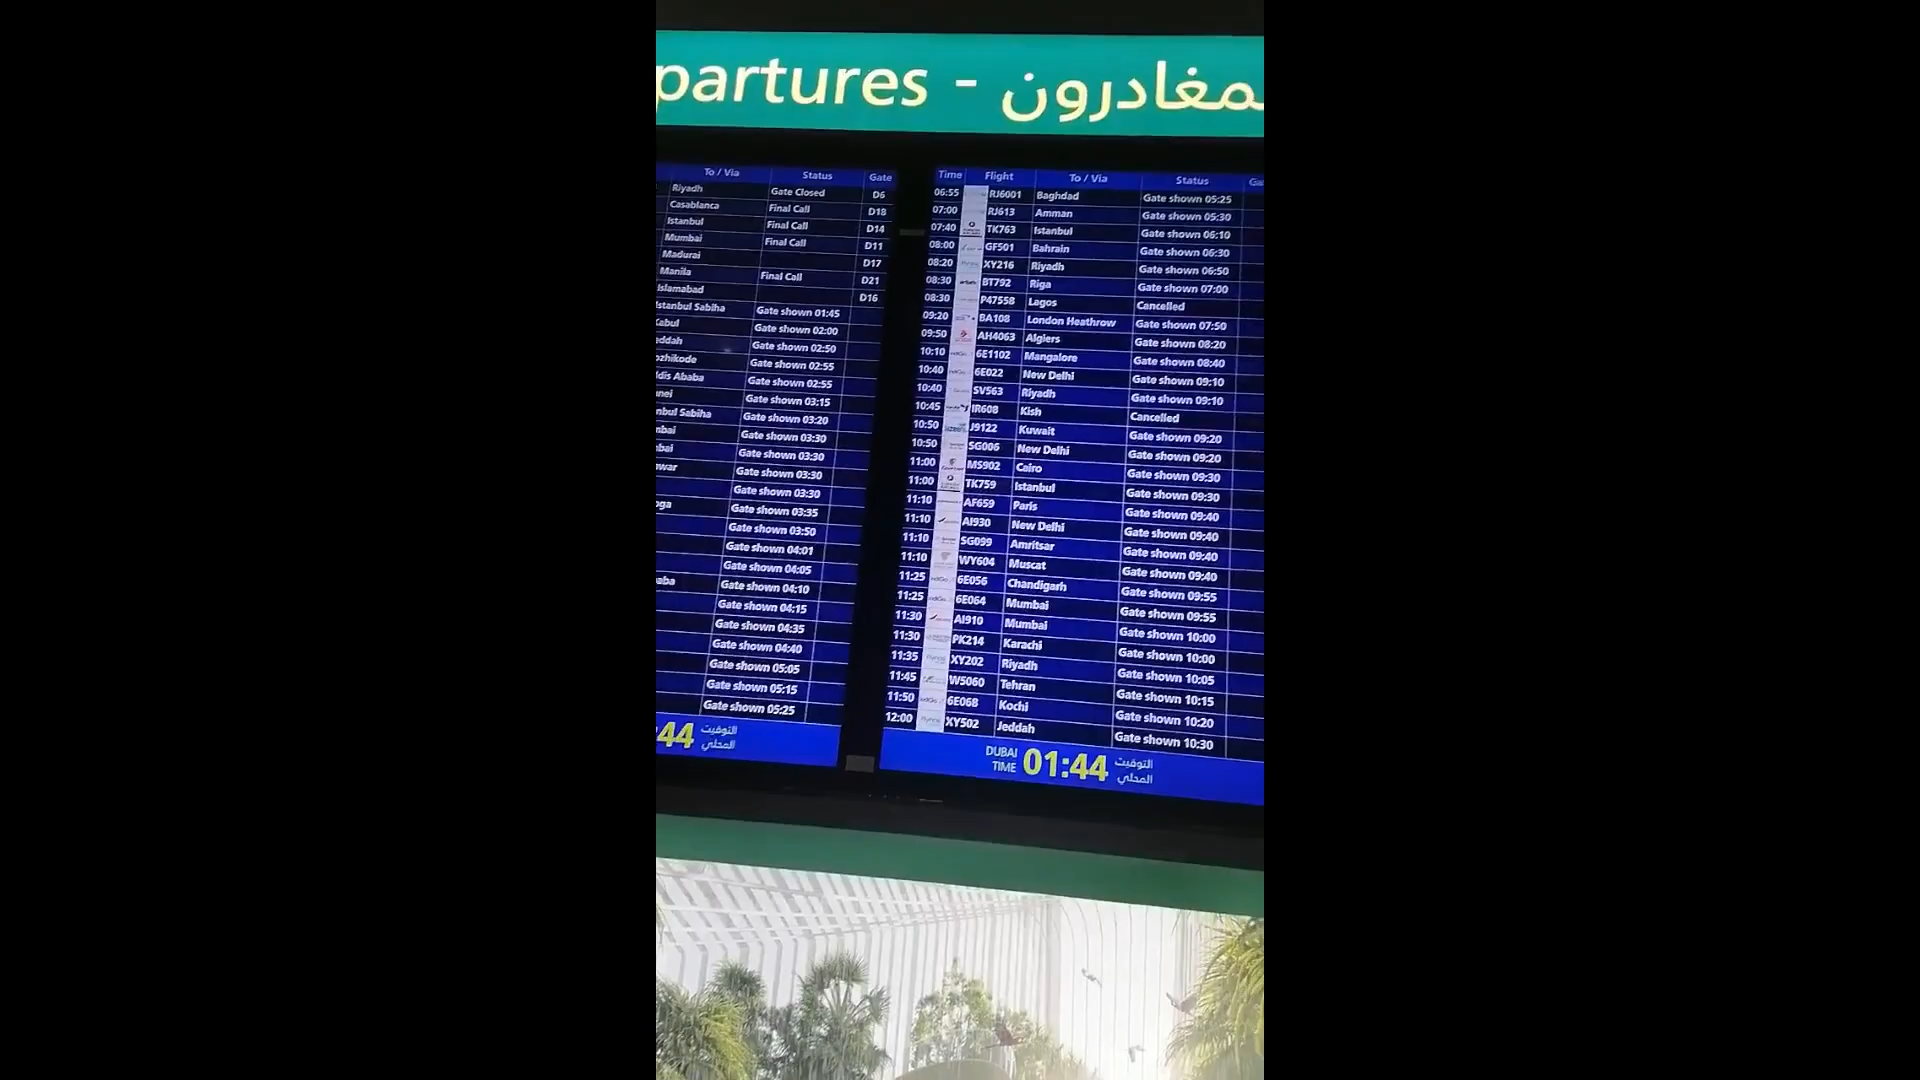 partures - لمغادرون
To / Via Status Gate
Riyadh Gate Closed D6
Casablanca Final Call D18
Istanbul Final Call D14
Mumbai Final Call D11
Madurai D17
Manila Final Call D21
Islamabad D16
stanbul Sabiha Gate shown 01:45
Kabul Gate shown 02:00
eddah Gate shown 02:50
ozhikode Gate shown 02:55
dis Ababa Gate shown 02:55
nei Gate shown 03:15
nbul Sabiha Gate shown 03:20
nbai Gate shown 03:30
bai Gate shown 03:30
war Gate shown 03:30
Gate shown 03:30
oga Gate shown 03:35
Gate shown 03:50
Gate shown 04:01
Gate shown 04:05
aba Gate shown 04:10
Gate shown 04:15
Gate shown 04:35
Gate shown 04:40
Gate shown 05:05
Gate shown 05:15
Gate shown 05:25
:44 التوقيت
المحلي
Time Flight To / Via Status Ga
06:55 RJ6001 Baghdad Gate shown 05:25
07:00 RJ613 Amman Gate shown 05:30
07:40 TK763 Istanbul Gate shown 06:10
08:00 GF501 Bahrain Gate shown 06:30
08:20 XY216 Riyadh Gate shown 06:50
08:30 BT792 Riga Gate shown 07:00
08:30 P47558 Lagos Cancelled
09:20 BA108 London Heathrow Gate shown 07:50
09:50 AH4063 Algiers Gate shown 08:20
10:10 6E1102 Mangalore Gate shown 08:40
10:40 6E022 New Delhi Gate shown 09:10
10:40 SV563 Riyadh Gate shown 09:10
10:45 IR608 Kish Cancelled
10:50 J9122 Kuwait Gate shown 09:20
10:50 SG006 New Delhi Gate shown 09:20
11:00 MS902 Cairo Gate shown 09:30
11:00 TK759 Istanbul Gate shown 09:30
11:10 AF659 Paris Gate shown 09:40
11:10 AI930 New Delhi Gate shown 09:40
11:10 SG099 Amritsar Gate shown 09:40
11:10 WY604 Muscat Gate shown 09:40
11:25 6E056 Chandigarh Gate shown 09:55
11:25 6E064 Mumbai Gate shown 09:55
11:30 AI910 Mumbai Gate shown 10:00
11:30 PK214 Karachi Gate shown 10:00
11:35 XY202 Riyadh Gate shown 10:05
11:45 W5060 Tehran Gate shown 10:15
11:50 6E068 Kochi Gate shown 10:20
12:00 XY502 Jeddah Gate shown 10:30
DUBAI TIME 01:44 التوقيت
المحلي